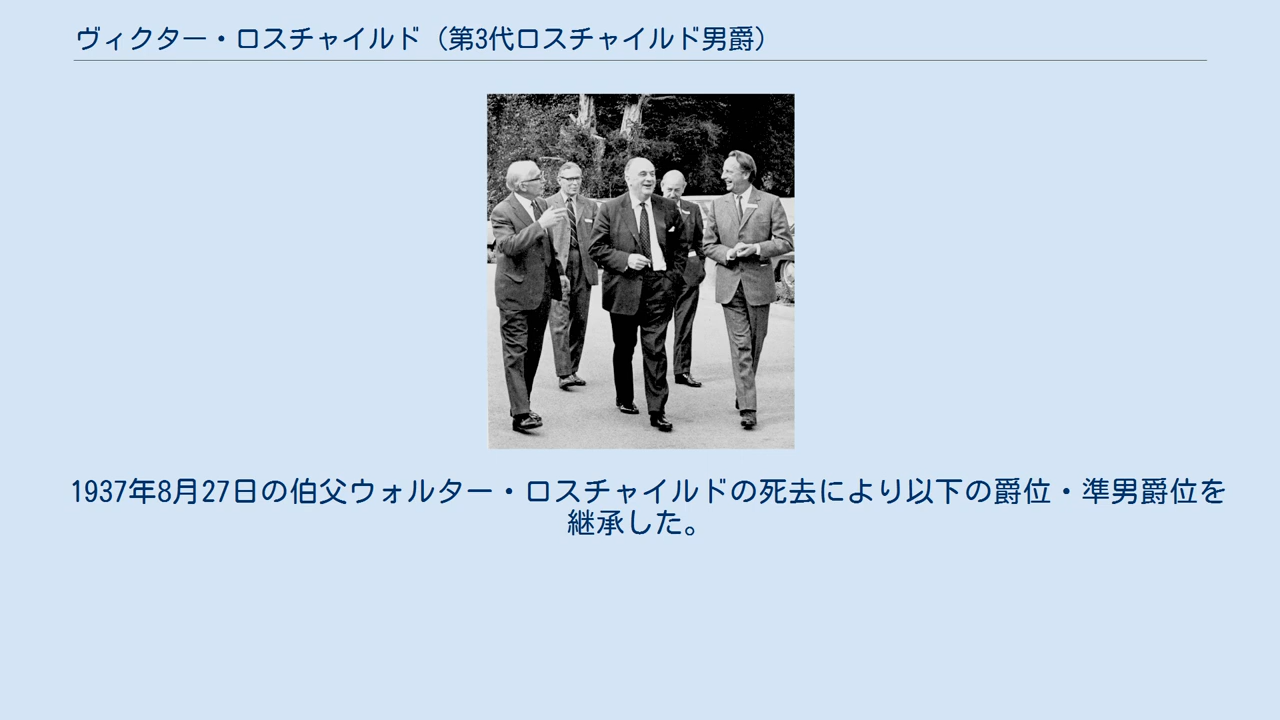 ヴィクター・ロスチャイルド（第3代ロスチャイルド男爵）
1937年8月27日の伯父ウォルター・ロスチャイルドの死去により以下の爵位・準男爵位を
継承した。